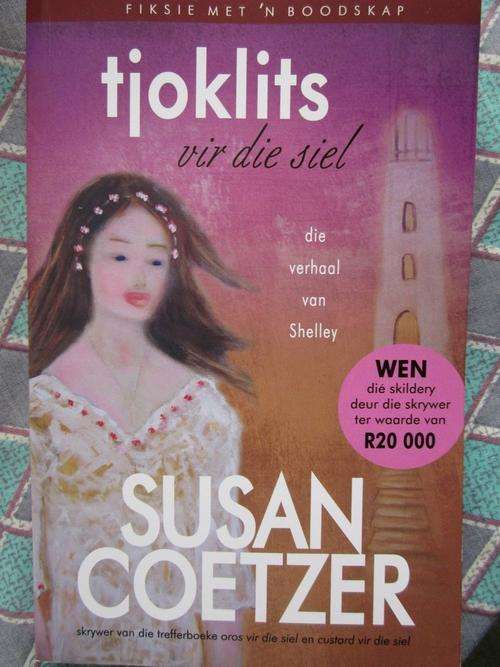 FIKSIE MET 'N BOODSKAP
tjoklits
vir die siel
die
verhaal
van
Shelley
WEN
dié skildery
deur die skrywer
ter waarde van
R20 000
SUSAN
COETZER
skrywer van die trefferboeke oros vir die siel en custard vir die siel